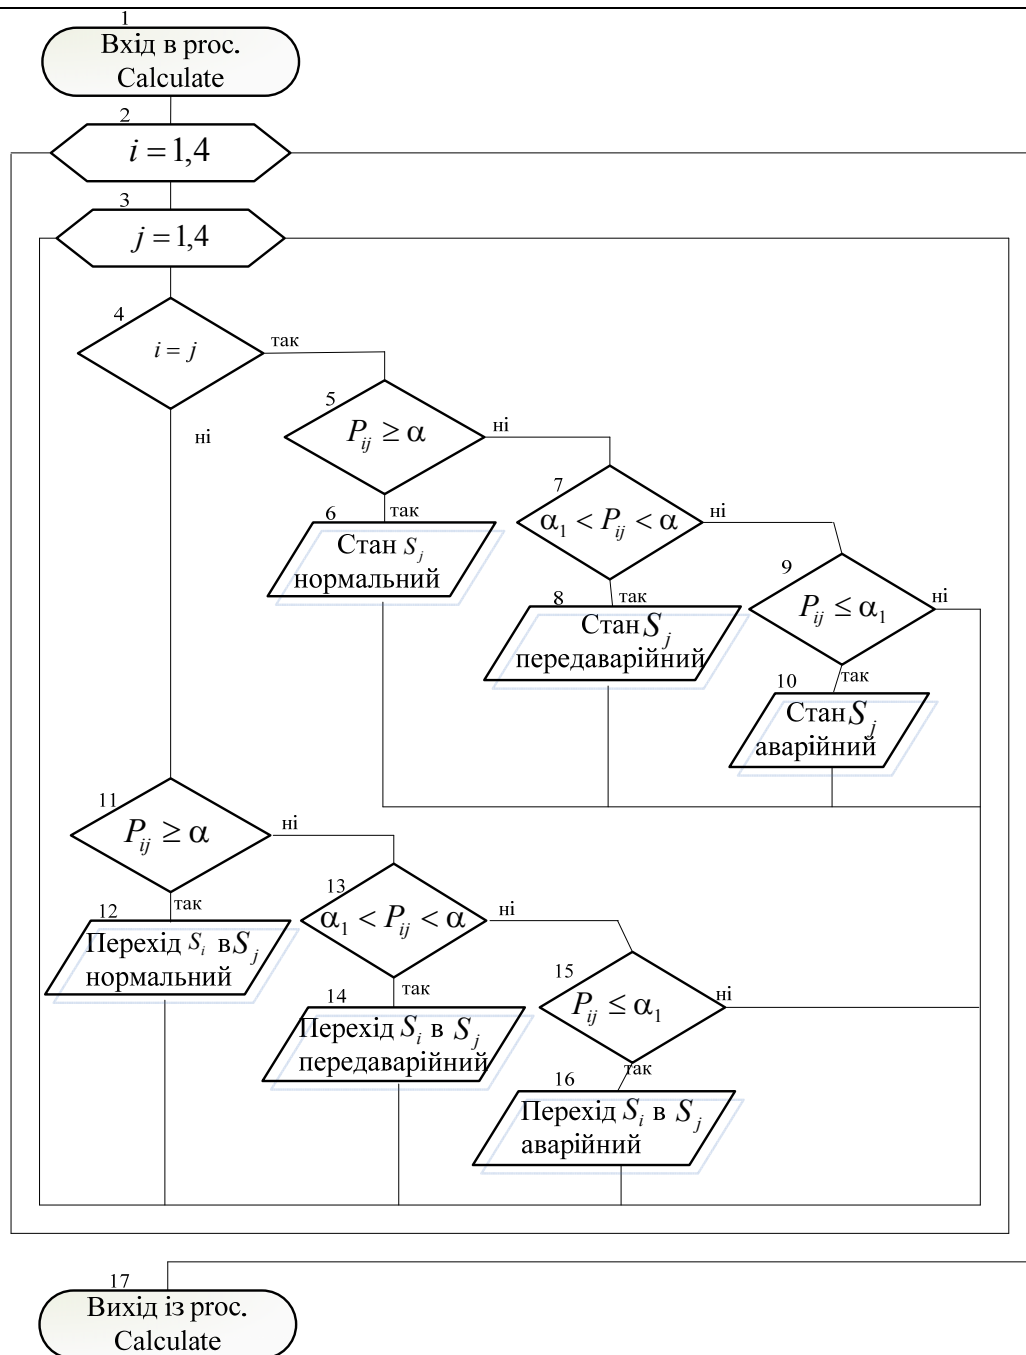 1
Вхід в proc.
Calculate
2
i = 1,4
3
j = 1,4
4
i = j
так
ні
5
P_ij ≥ α
ні
так
6
Стан S_j
нормальний
7
α_1 < P_ij < α
ні
так
8
Стан S_j
передаварійний
9
P_ij ≤ α_1
ні
так
10
Стан S_j
аварійний
11
P_ij ≥ α
ні
так
12
Перехід S_i в S_j
нормальний
13
α_1 < P_ij < α
ні
так
14
Перехід S_i в S_j
передаварійний
15
P_ij ≤ α_1
ні
так
16
Перехід S_i в S_j
аварійний
17
Вихід із proc.
Calculate